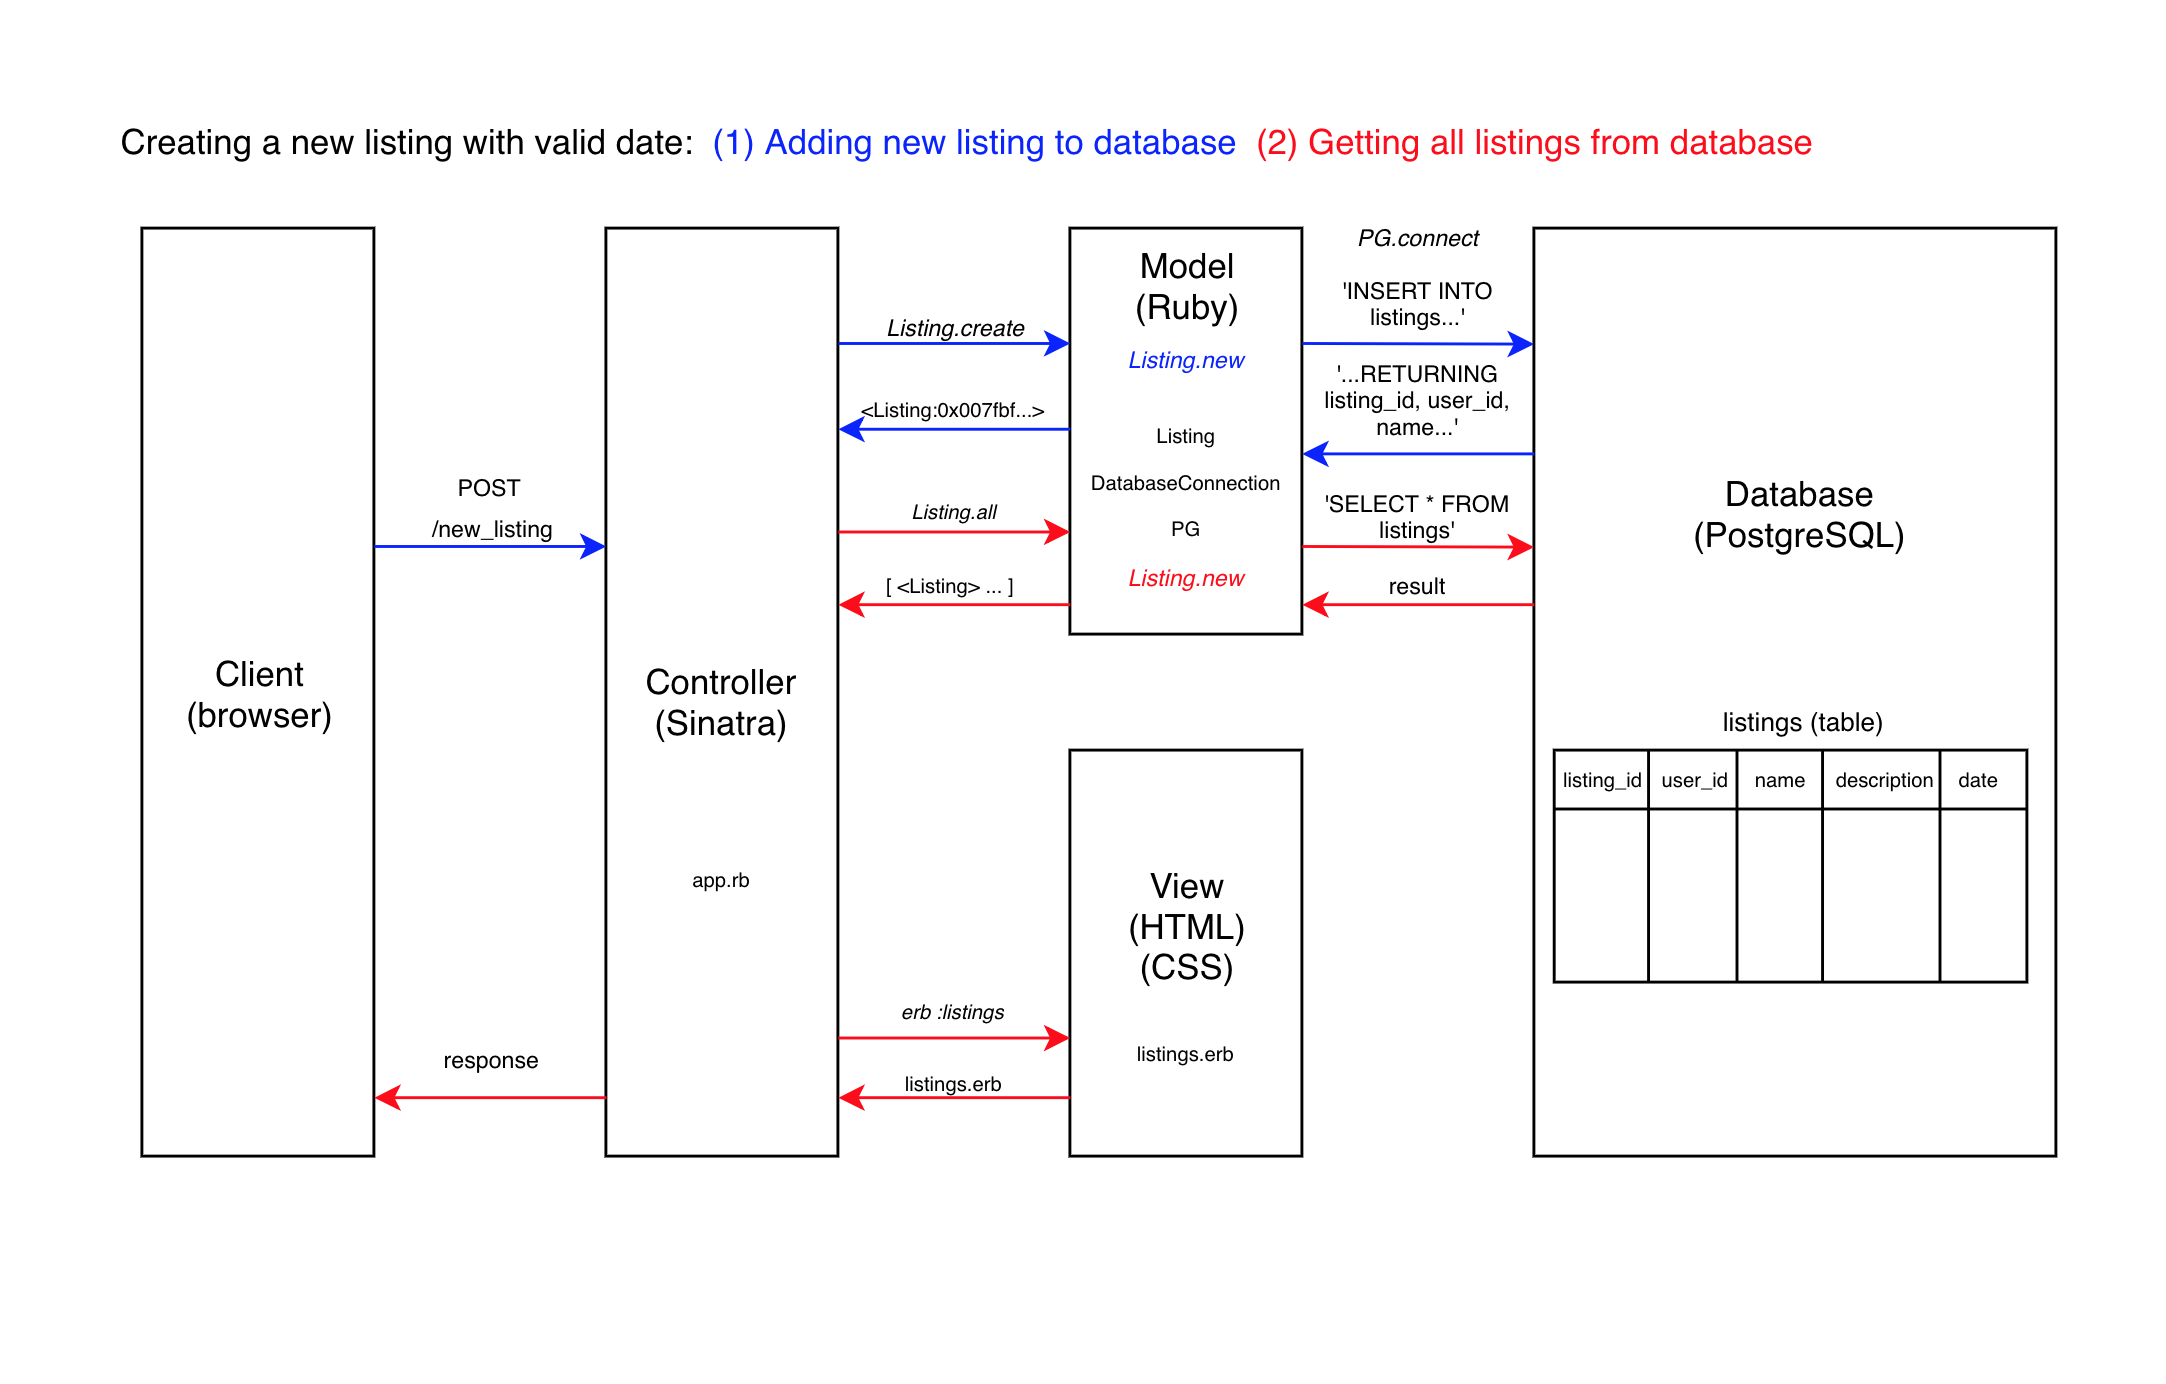 Creating a new listing with valid date: (1) Adding new listing to database (2) Getting all listings from database
Client
(browser)
POST
/new_listing
response
Controller
(Sinatra)
app.rb
Listing.create
<Listing:0x007fbf...>
Listing.all
[ <Listing> ... ]
erb :listings
listings.erb
Model
(Ruby)
Listing.new
Listing
DatabaseConnection
PG
Listing.new
View
(HTML)
(CSS)
listings.erb
PG.connect
'INSERT INTO
listings...'
'...RETURNING
listing_id, user_id,
name...'
'SELECT * FROM
listings'
result
Database
(PostgreSQL)
listings (table)
listing_id user_id name description date